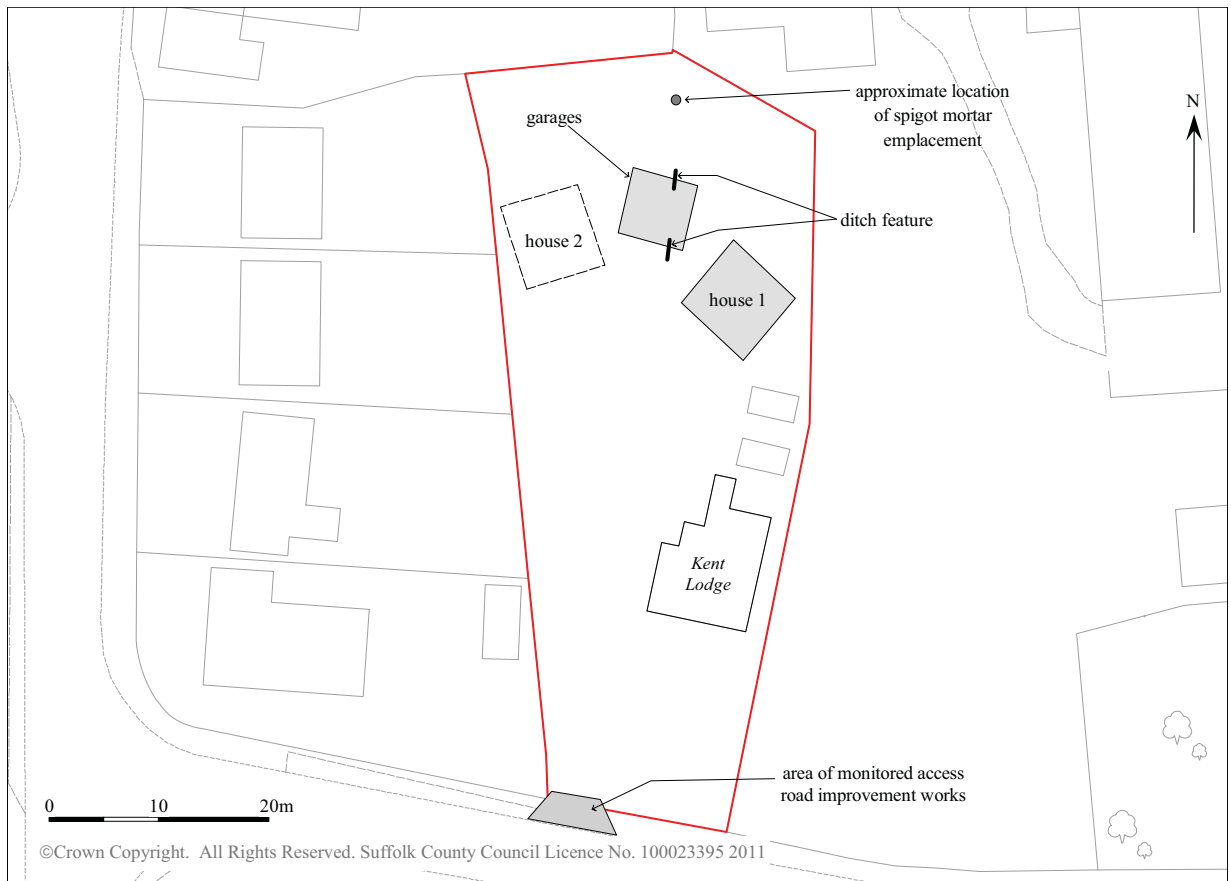 approximate location
of spigot mortar
emplacement
N
garages
ditch feature
house 2
house 1
Kent
Lodge
area of monitored access
road improvement works
0 10 20m
©Crown Copyright. All Rights Reserved. Suffolk County Council Licence No. 100023395 2011